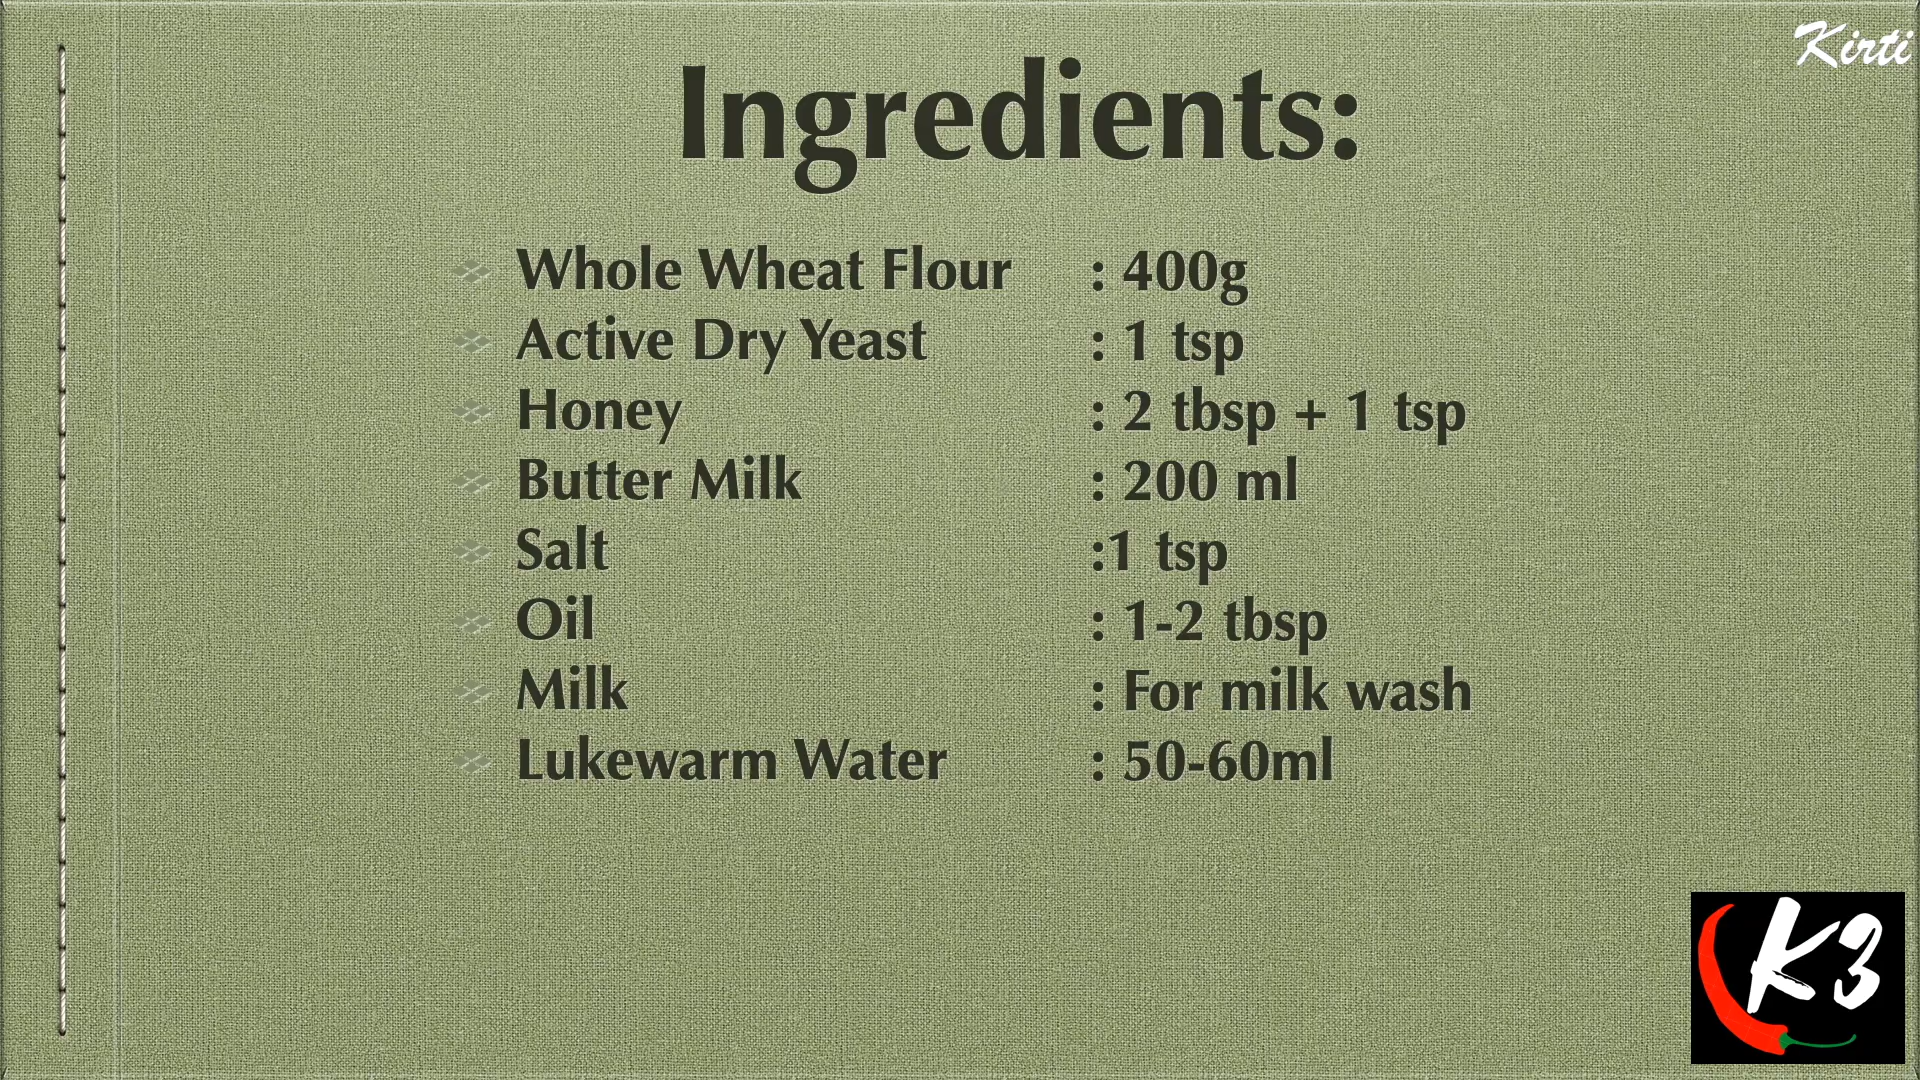 Kirti
Ingredients:
Whole Wheat Flour : 400g
Active Dry Yeast : 1 tsp
Honey : 2 tbsp + 1 tsp
Butter Milk : 200 ml
Salt :1 tsp
Oil : 1-2 tbsp
Milk : For milk wash
Lukewarm Water : 50-60ml
K3